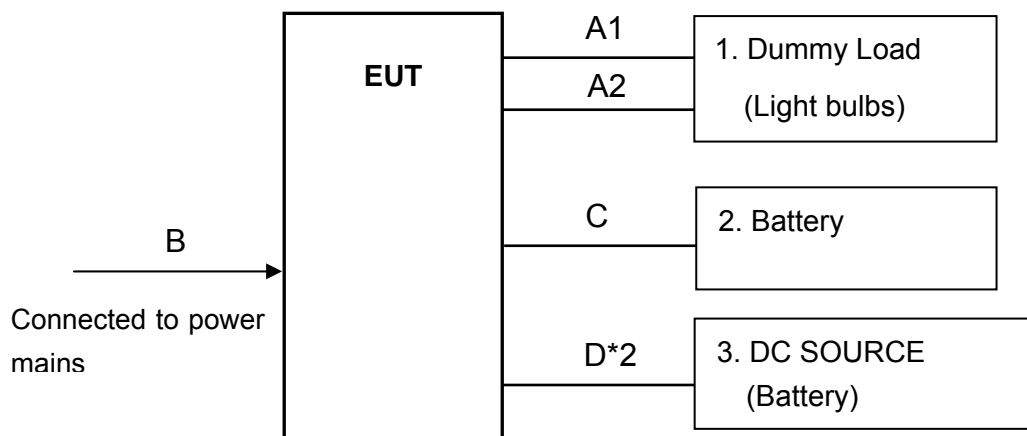 A1
EUT
A2
1. Dummy Load
(Light bulbs)
B
Connected to power
mains
C
2. Battery
D*2
3. DC SOURCE
(Battery)